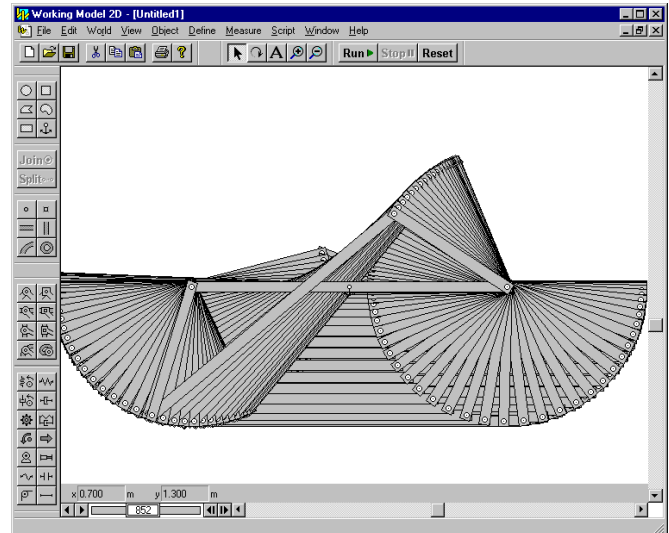 Working Model 2D - [Untitled1]
File Edit World View Object Define Measure Script Window Help
Run Stop Reset
Join
Split
x 0.700 m y 1.300 m
852